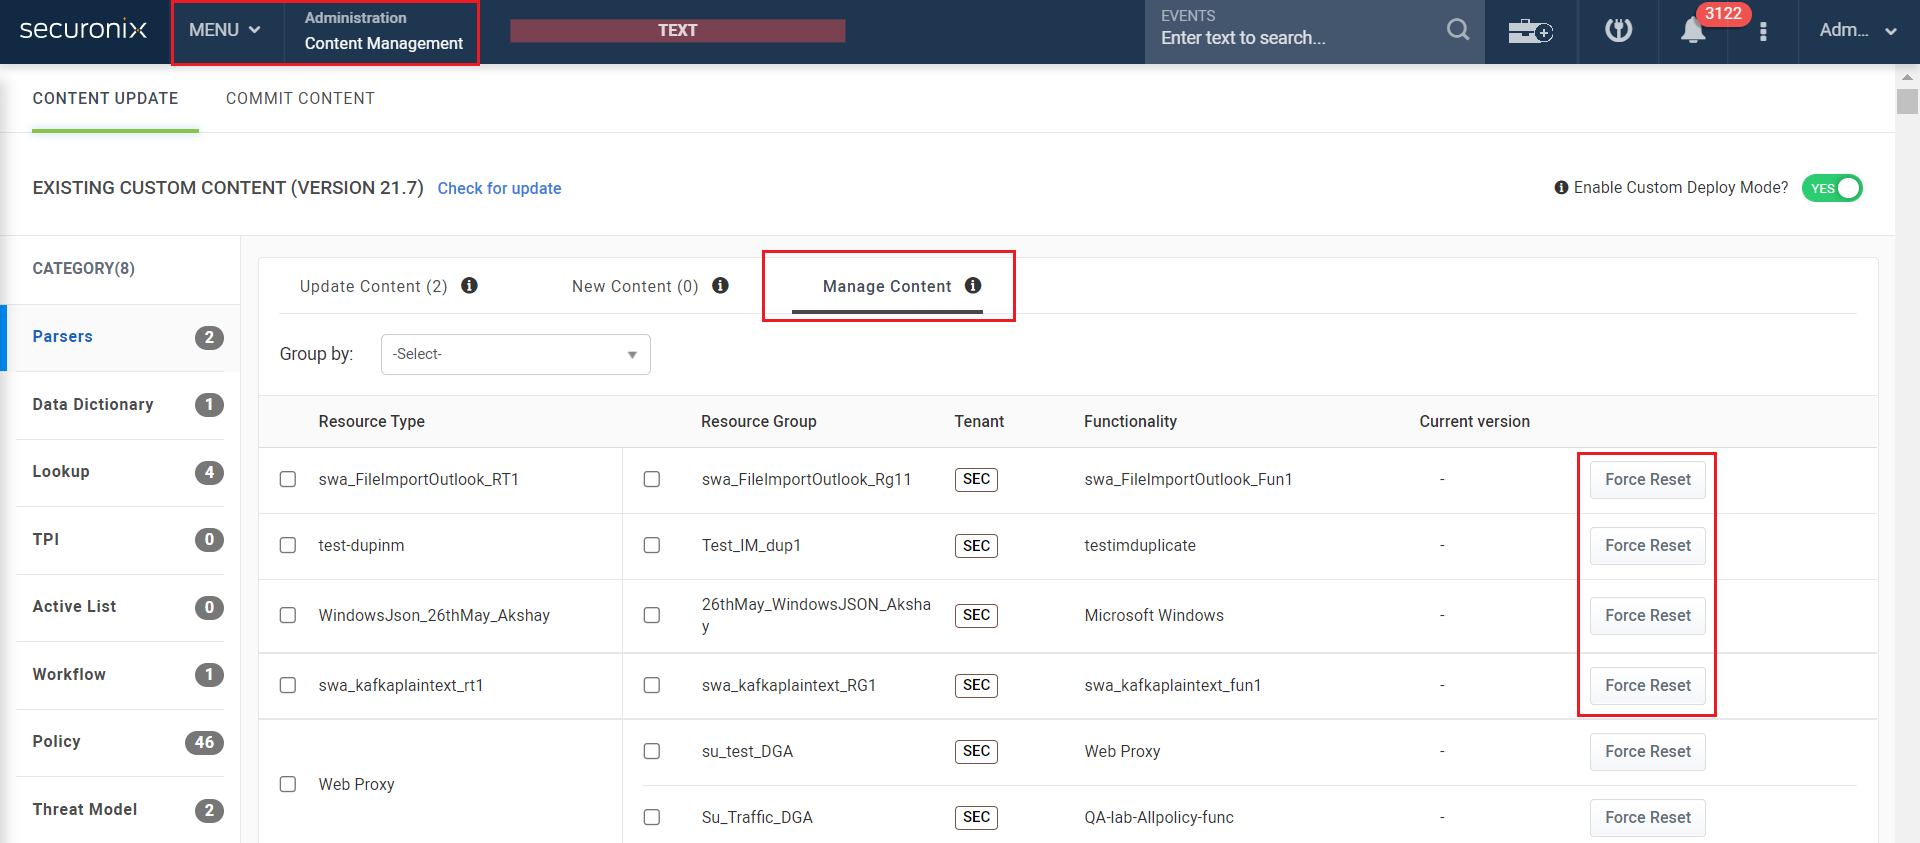 securonix
MENU
Administration
Content Management
TEXT
EVENTS
Enter text to search...
3122
Adm...
CONTENT UPDATE
COMMIT CONTENT
EXISTING CUSTOM CONTENT (VERSION 21.7)
Check for update
Enable Custom Deploy Mode?
YES
CATEGORY(8)
Parsers 2
Data Dictionary 1
Lookup 4
TPI 0
Active List 0
Workflow 1
Policy 46
Threat Model 2
Update Content (2)
New Content (0)
Manage Content
Group by:
-Select-
Resource Type Resource Group Tenant Functionality Current version
swa_FileImportOutlook_RT1 swa_FileImportOutlook_Rg11 SEC swa_FileImportOutlook_Fun1 - Force Reset
test-dupinm Test_IM_dup1 SEC testimduplicate - Force Reset
WindowsJson_26thMay_Akshay 26thMay_WindowsJSON_Aksha
y SEC Microsoft Windows - Force Reset
swa_kafkaplaintext_rt1 swa_kafkaplaintext_RG1 SEC swa_kafkaplaintext_fun1 - Force Reset
Web Proxy
su_test_DGA SEC Web Proxy - Force Reset
Su_Traffic_DGA SEC QA-lab-Allpolicy-func - Force Reset